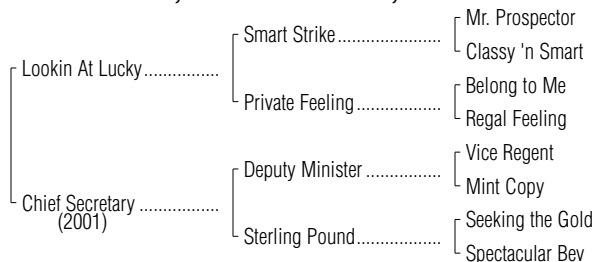 Mr. Prospector
Smart Strike.......................
Classy 'n Smart
Lookin At Lucky................
Belong to Me
Private Feeling..................
Regal Feeling
Vice Regent
Deputy Minister................
Mint Copy
Chief Secretary .................
(2001)
Seeking the Gold
Sterling Pound...................
Spectacular Bev